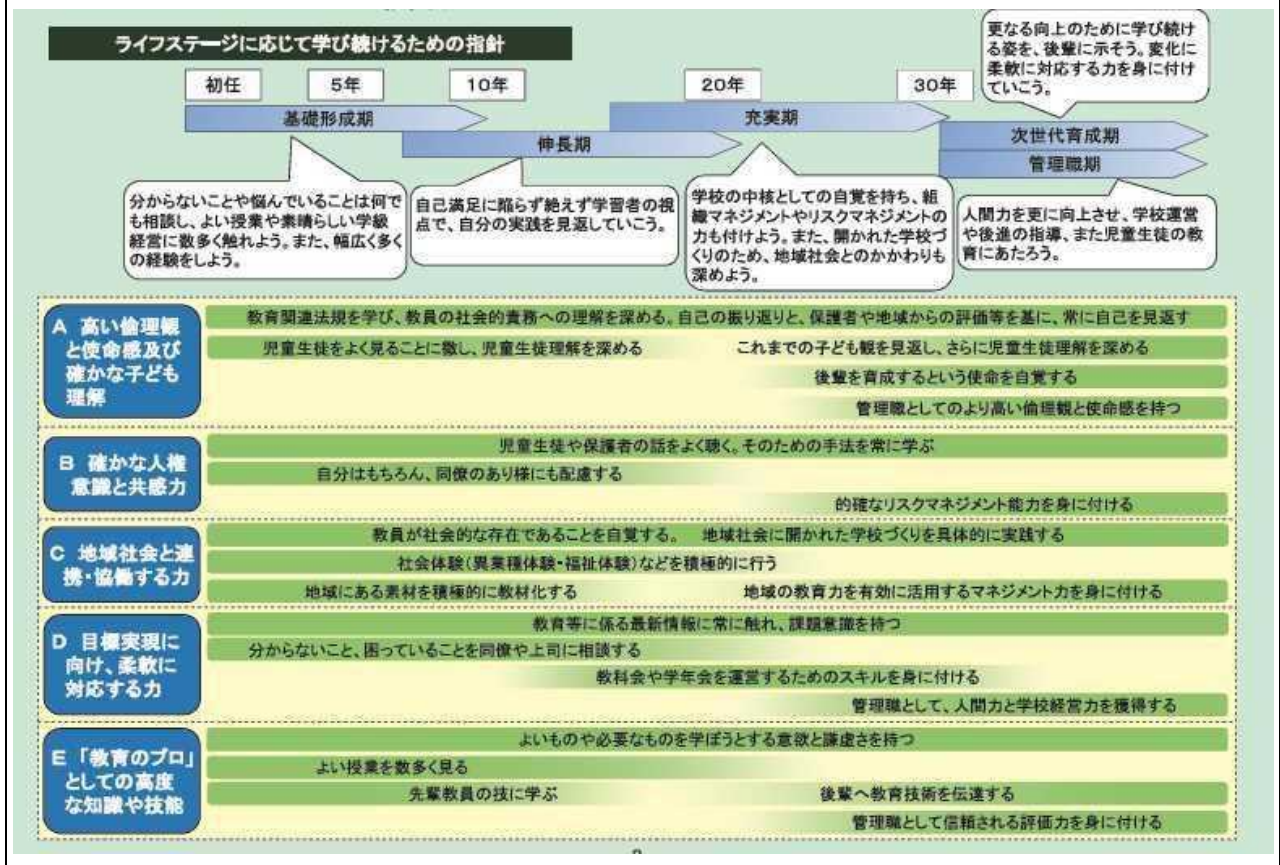 ライフステージに応じて学び続けるための指針
更なる向上のために学び続け
る姿を、後輩に示そう。変化に
柔軟に対応する力を身に付け
ていこう。
初任
5年
10年
20年
30年
基礎形成期
伸長期
充実期
次世代育成期
管理職期
分からないことや悩んでいることは何で
も相談し、よい授業や素晴らしい学級
経営に数多く触れよう。また、幅広く多く
の経験をしよう。
自己満足に陥らず絶えず学習者の視
点で、自分の実践を見返していこう。
学校の中核としての自覚を持ち、組
織マネジメントやリスクマネジメントの
力も付けよう。また、開かれた学校づ
くりのため、地域社会とのかかわりも
深めよう。
人間力を更に向上させ、学校運営
や後進の指導、また児童生徒の教
育にあたろう。
A 高い倫理観
と使命感及び
確かな子ども
理解
教育関連法規を学び、教員の社会的責務への理解を深める。自己の振り返りと、保護者や地域からの評価等を基に、常に自己を見返す
児童生徒をよく見ることに徹し、児童生徒理解を深める
これまでの子ども観を見返し、さらに児童生徒理解を深める
後輩を育成するという使命を自覚する
管理職としてのより高い倫理観と使命感を持つ
B 確かな人権
意識と共感力
児童生徒や保護者の話をよく聴く。そのための手法を常に学ぶ
自分はもちろん、同僚のあり様にも配慮する
的確なリスクマネジメント能力を身に付ける
C 地域社会と連
携・協働する力
教員が社会的な存在であることを自覚する。 地域社会に開かれた学校づくりを具体的に実践する
社会体験(異業種体験・福祉体験)などを積極的に行う
地域にある素材を積極的に教材化する
地域の教育力を有効に活用するマネジメント力を身に付ける
D 目標実現に
向け、柔軟に
対応する力
教育等に係る最新情報に常に触れ、課題意識を持つ
分からないこと、困っていることを同僚や上司に相談する
教科会や学年会を運営するためのスキルを身に付ける
管理職として、人間力と学校経営力を獲得する
E 「教育のプロ」
としての高度
な知識や技能
よいものや必要なものを学ぼうとする意欲と謙虚さを持つ
よい授業を数多く見る
先輩教員の技に学ぶ
後輩へ教育技術を伝達する
管理職として信頼される評価力を身に付ける